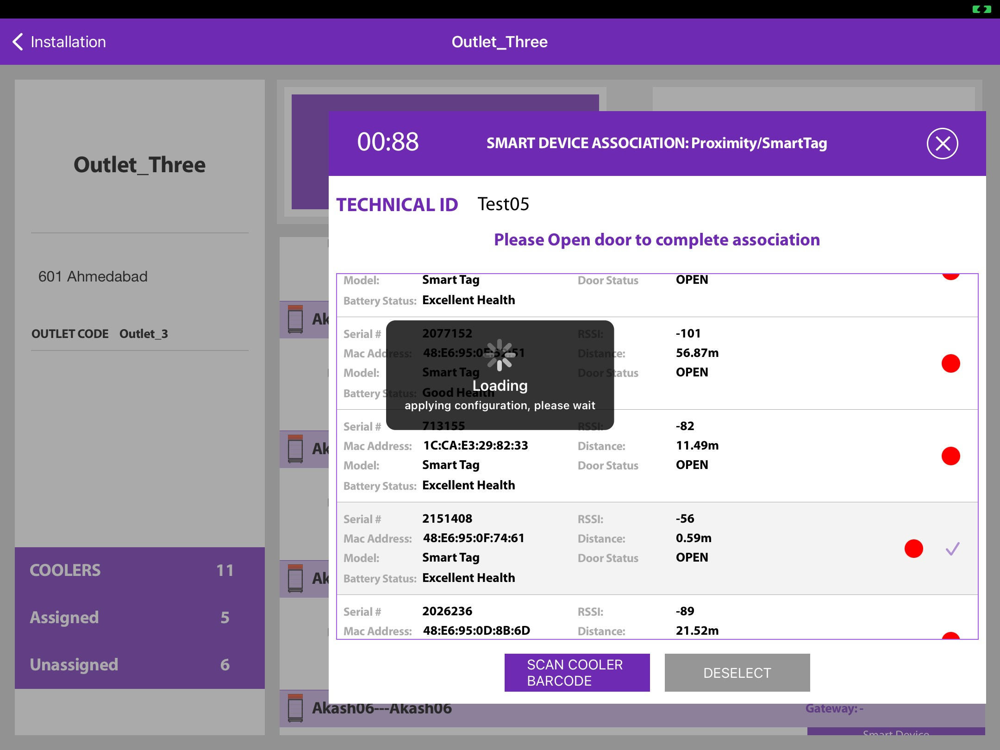 Installation
Outlet_Three
Outlet_Three
601 Ahmedabad
OUTLET CODE Outlet_3
COOLERS 11
Assigned 5
Unassigned 6
00:88
SMART DEVICE ASSOCIATION: Proximity/SmartTag
TECHNICAL ID Test05
Please Open door to complete association
Model: Smart Tag Door Status OPEN
Battery Status: Excellent Health
Serial # 2077152 RSSI: -101
Mac Address: 48:E6:95:0E:52:51 Distance: 56.87m
Model: Smart Tag Door Status OPEN
Battery Status: Good Health
Loading
applying configuration, please wait
Serial # 713155 RSSI: -82
Mac Address: 1C:CA:E3:29:82:33 Distance: 11.49m
Model: Smart Tag Door Status OPEN
Battery Status: Excellent Health
Serial # 2151408 RSSI: -56
Mac Address: 48:E6:95:0F:74:61 Distance: 0.59m
Model: Smart Tag Door Status OPEN
Battery Status: Excellent Health
Serial # 2026236 RSSI: -89
Mac Address: 48:E6:95:0D:8B:6D Distance: 21.52m
SCAN COOLER
BARCODE
DESELECT
Ak
Ak
Ak
Akash06---Akash06
Gateway: -
Smart Device